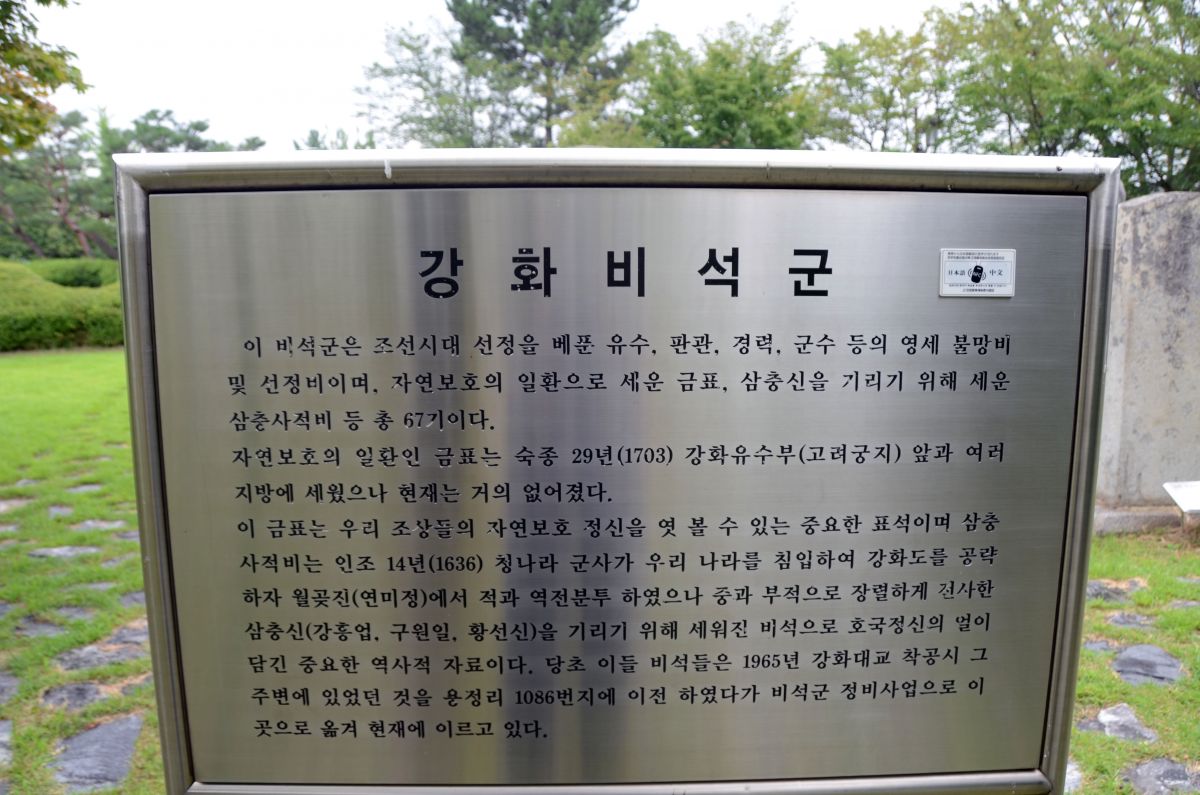 강화비석군
日本語 中文
이 비석군은 조선시대 선정을 베푼 유수, 판관, 경력, 군수 등의 영세 불망비
및 선정비이며, 자연보호의 일환으로 세운 금표, 삼충신을 기리기 위해 세운
삼충사적비 등 총 67기이다.
자연보호의 일환인 금표는 숙종 29년(1703) 강화유수부(고려궁지) 앞과 여러
지방에 세웠으나 현재는 거의 없어졌다.
이 금표는 우리 조상들의 자연보호 정신을 엿 볼 수 있는 중요한 표석이며 삼충
사적비는 인조 14년(1636) 청나라 군사가 우리 나라를 침입하여 강화도를 공략
하자 월곶진(연미정)에서 적과 역전분투 하였으나 중과 부적으로 장렬하게 전사한
삼충신(강흥업, 구원일, 황선신)을 기리기 위해 세워진 비석으로 호국정신의 얼이
담긴 중요한 역사적 자료이다. 당초 이들 비석들은 1965년 강화대교 착공시 그
주변에 있었던 것을 용정리 1086번지에 이전 하였다가 비석군 정비사업으로 이
곳으로 옮겨 현재에 이르고 있다.